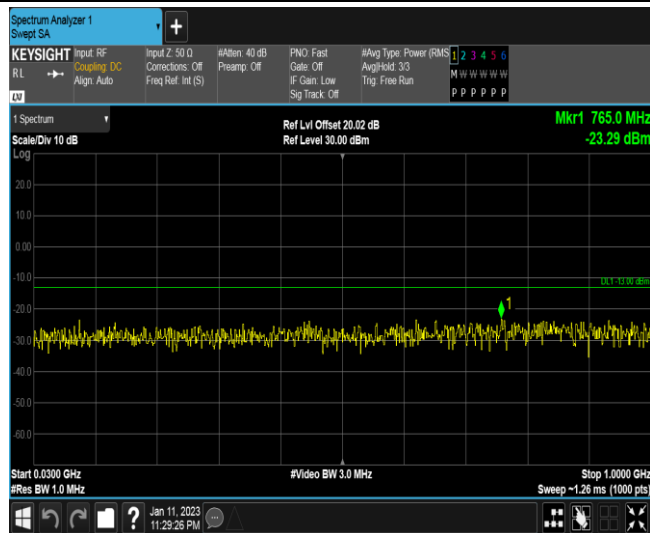 Spectrum Analyzer 1
Swept SA
+
KEYSIGHT
RL
Input: RF
Coupling: DC
Align: Auto
Input Z: 50 Ω
Corrections: Off
Freq Ref: Int (S)
#Atten: 40 dB
Preamp: Off
PNO: Fast
Gate: Off
IF Gain: Low
Sig Track: Off
#Avg Type: Power (RMS
Avg|Hold: 3/3
Trig: Free Run
1 2 3 4 5 6
M W W W W W
P P P P P P
1 Spectrum
Scale/Div 10 dB
Ref Lvl Offset 20.02 dB
Ref Level 30.00 dBm
Mkr1 765.0 MHz
-23.29 dBm
Log
20.0
10.0
0.00
-10.0
DL1 -13.00 dBm
-20.0
1
-30.0
-40.0
-50.0
-60.0
Start 0.0300 GHz
#Res BW 1.0 MHz
#Video BW 3.0 MHz
Stop 1.0000 GHz
Sweep ~1.26 ms (1000 pts)
?
Jan 11, 2023
11:29:26 PM